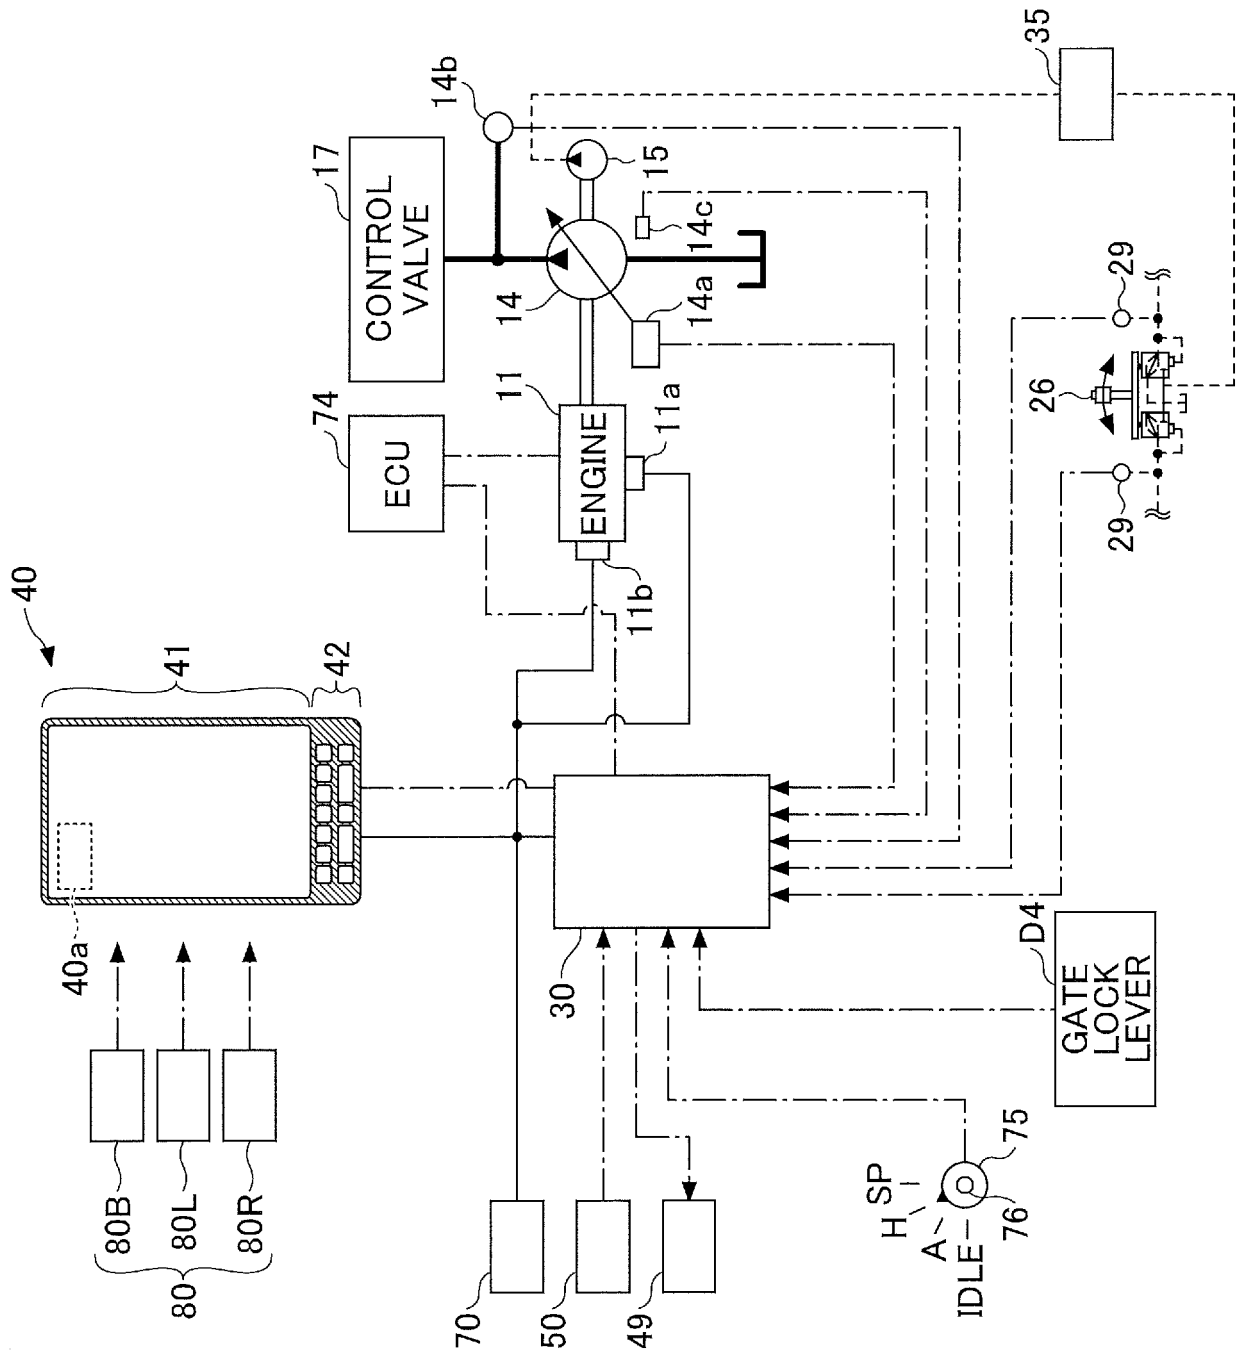 40
41
42
40a
80B
80L
80R
80
70
50
49
30
74
ECU
17
CONTROL
VALVE
14b
11
ENGINE
11a
11b
14
15
14c
14a
35
29
26
29
D4
GATE
LOCK
LEVER
SP
H
A
IDLE
75
76